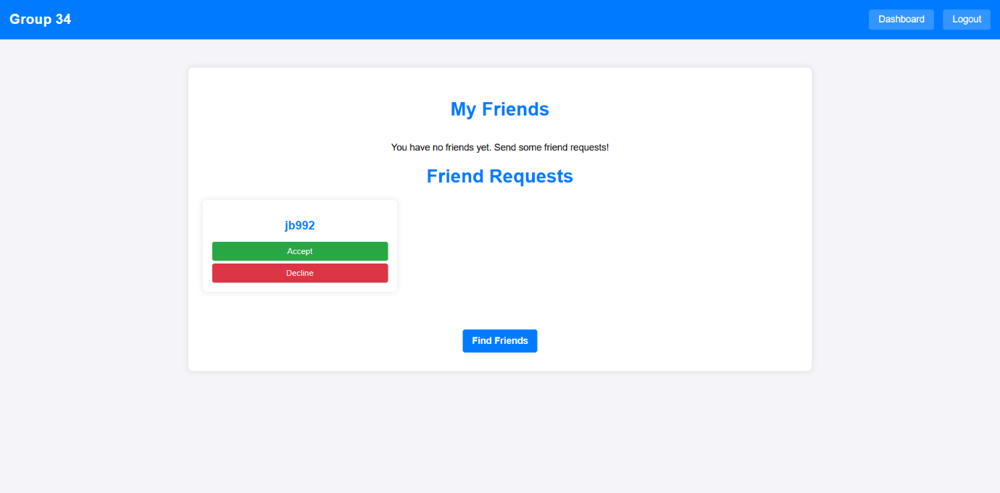 Group 34
Dashboard
Logout
My Friends
You have no friends yet. Send some friend requests!
Friend Requests
jb992
Accept
Decline
Find Friends